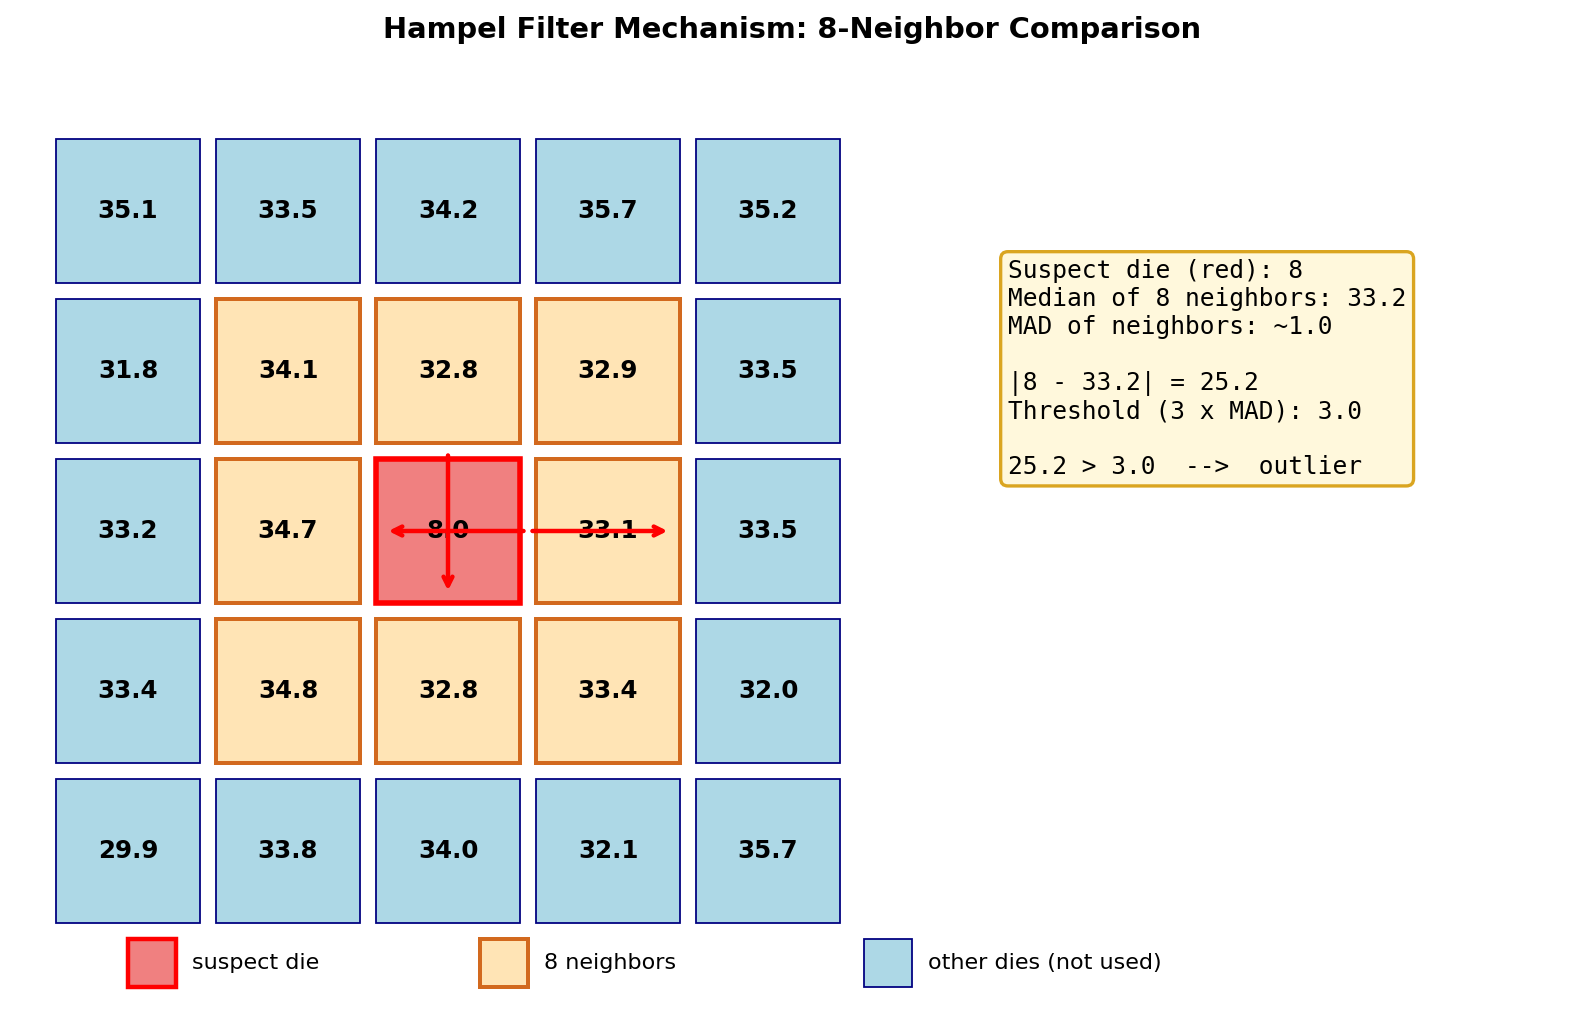 Hampel Filter Mechanism: 8-Neighbor Comparison
35.1 33.5 34.2 35.7 35.2
31.8 34.1 32.8 32.9 33.5
33.2 34.7 8.0 33.1 33.5
33.4 34.8 32.8 33.4 32.0
29.9 33.8 34.0 32.1 35.7
Suspect die (red): 8
Median of 8 neighbors: 33.2
MAD of neighbors: ~1.0
|8 - 33.2| = 25.2
Threshold (3 x MAD): 3.0
25.2 > 3.0  -->  outlier
suspect die
8 neighbors
other dies (not used)